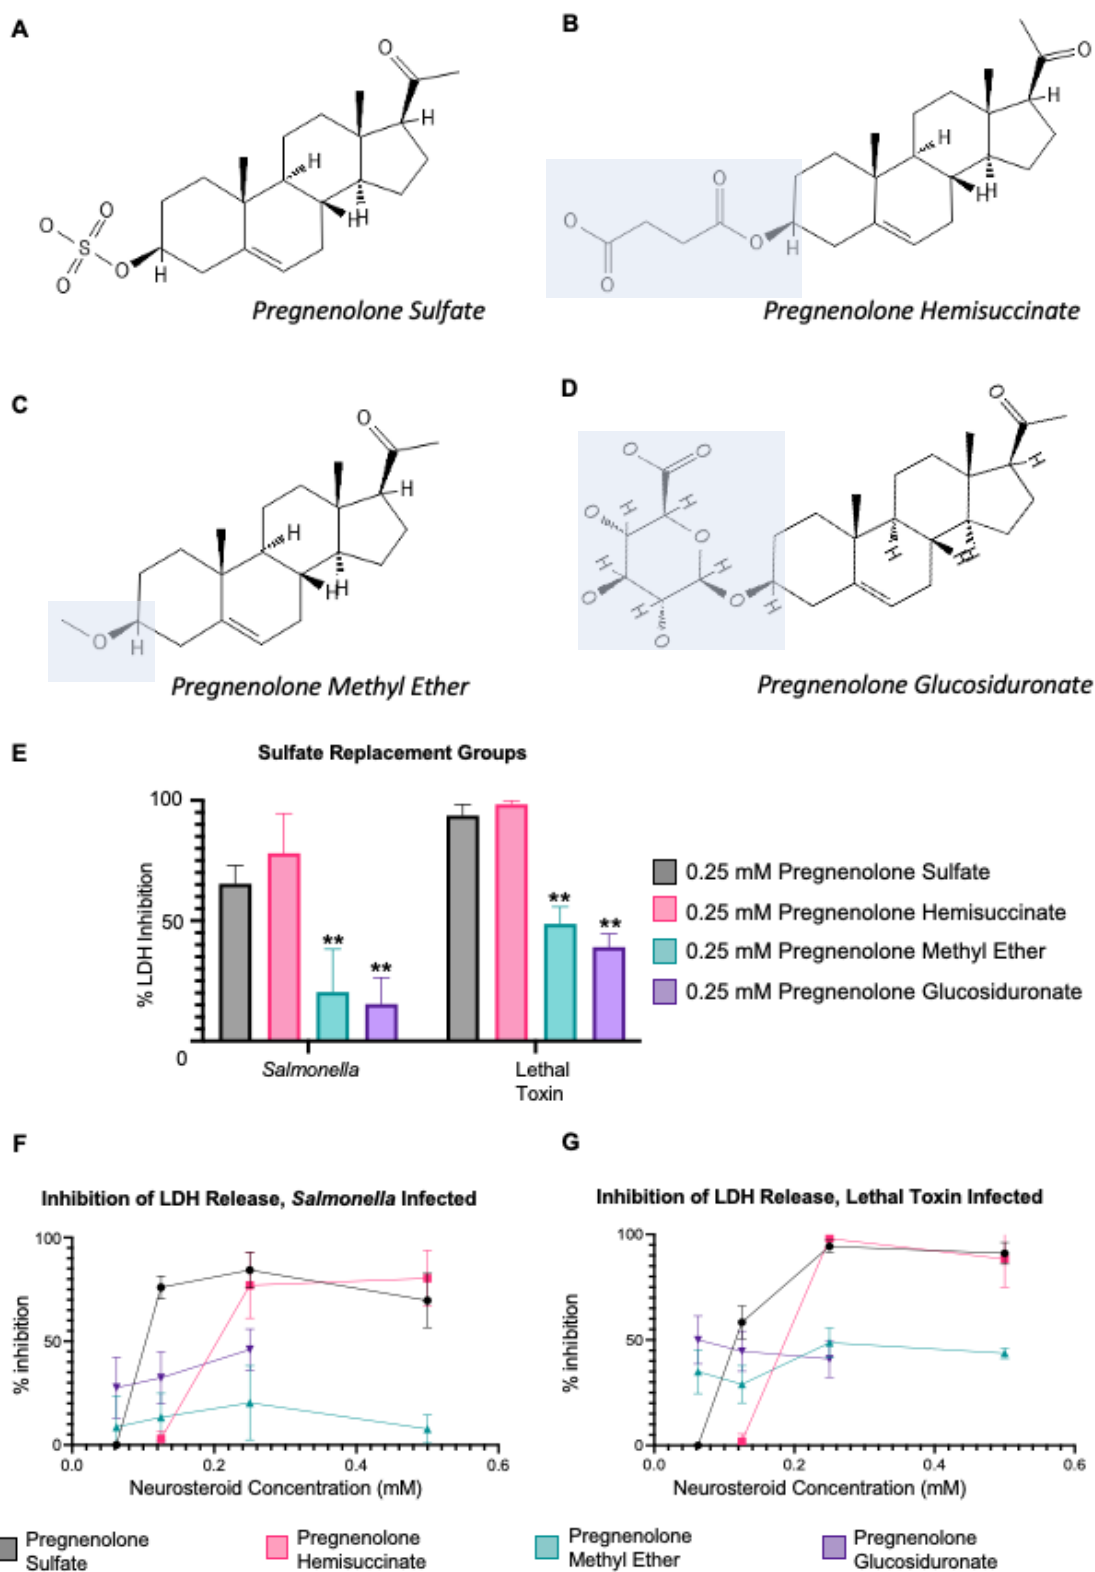 A
B
O
H
H
H
H
O
O
S
O
O
H
Pregnenolone Sulfate
O
H
H
H
H
O
O
O
O
H
Pregnenolone Hemisuccinate
C
D
O
H
H
H
H
O
H
Pregnenolone Methyl Ether
O
H
H
H
H
O
O
H
O
H
O
H
O
H
H
O
O
H
Pregnenolone Glucosiduronate
E
Sulfate Replacement Groups
% LDH Inhibition
100
50
0
**
**
**
**
Salmonella
Lethal
Toxin
0.25 mM Pregnenolone Sulfate
0.25 mM Pregnenolone Hemisuccinate
0.25 mM Pregnenolone Methyl Ether
0.25 mM Pregnenolone Glucosiduronate
F
Inhibition of LDH Release, Salmonella Infected
% inhibition
100
50
0
0.0
0.2
0.4
0.6
Neurosteroid Concentration (mM)
G
Inhibition of LDH Release, Lethal Toxin Infected
% inhibition
100
50
0
0.0
0.2
0.4
0.6
Neurosteroid Concentration (mM)
Pregnenolone
Sulfate
Pregnenolone
Hemisuccinate
Pregnenolone
Methyl Ether
Pregnenolone
Glucosiduronate